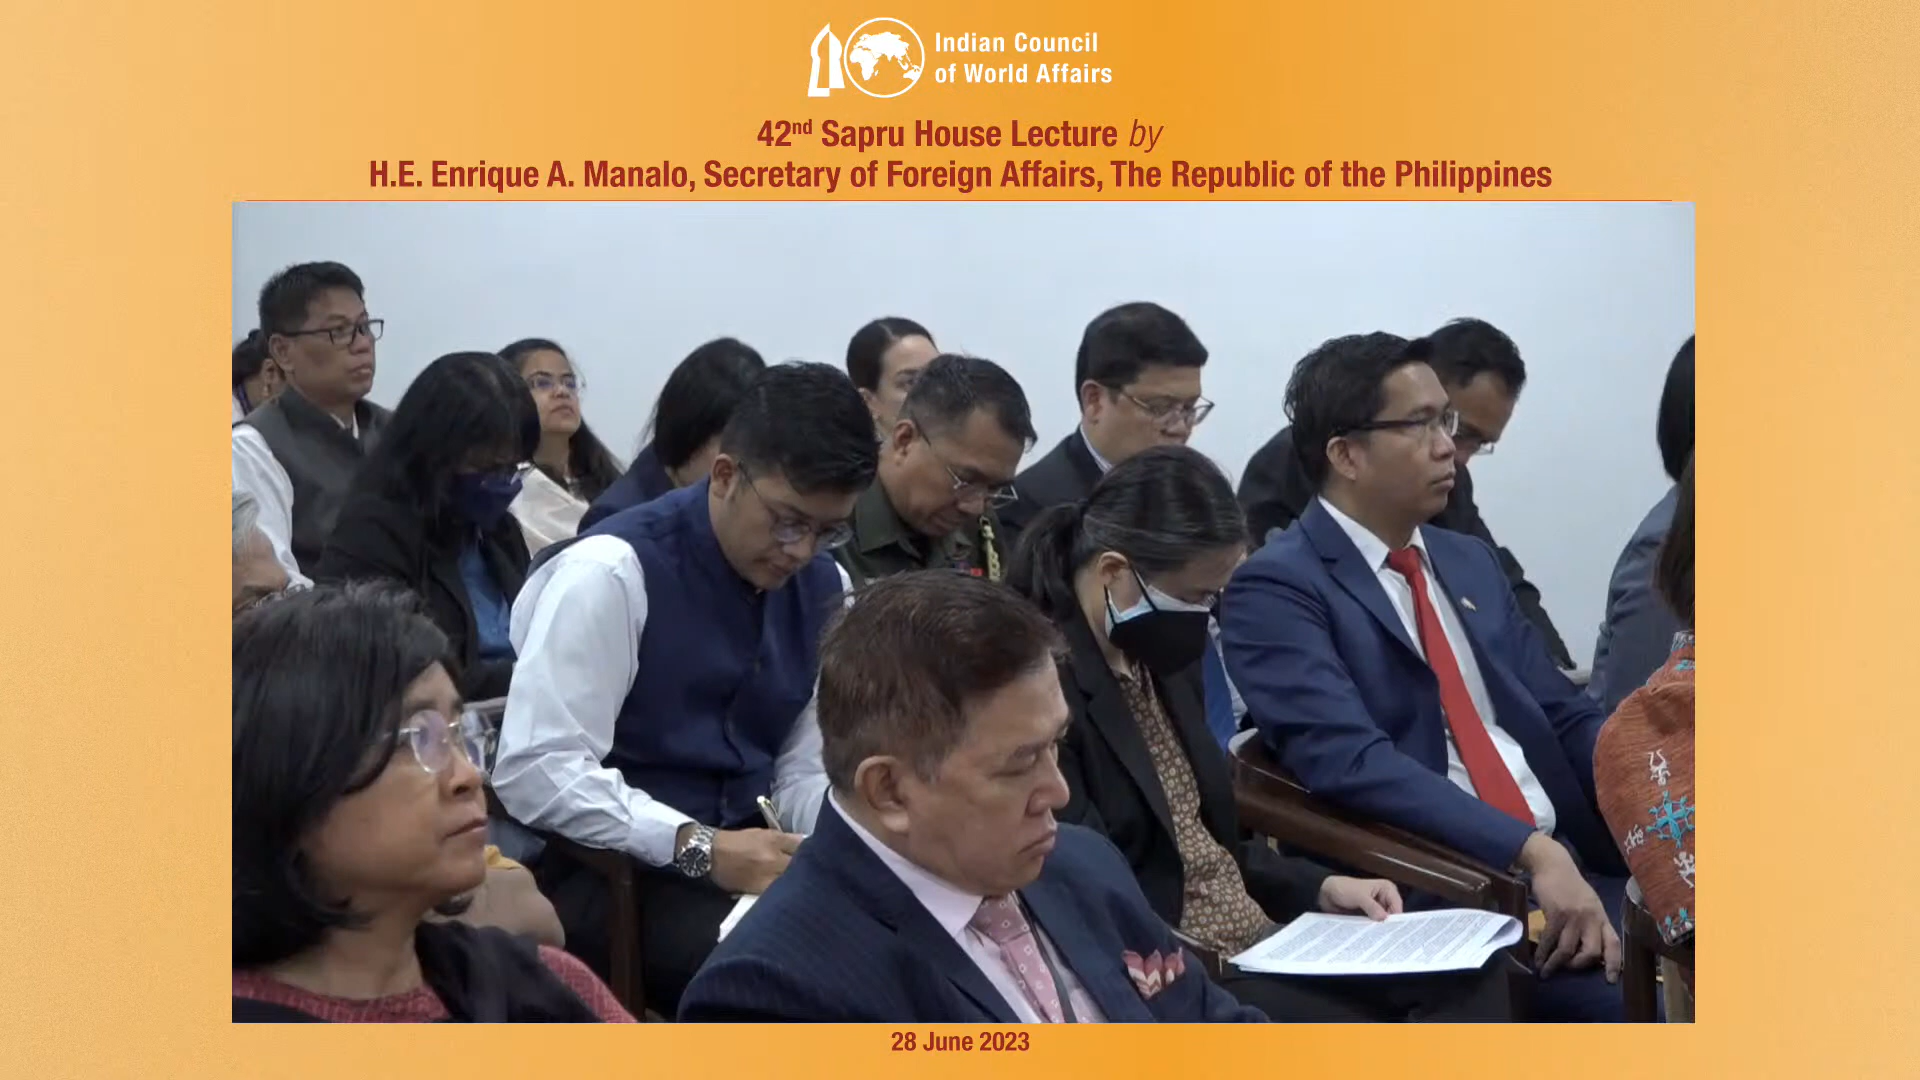 Indian Council
of World Affairs
42nd Sapru House Lecture by
H.E. Enrique A. Manalo, Secretary of Foreign Affairs, The Republic of the Philippines
28 June 2023